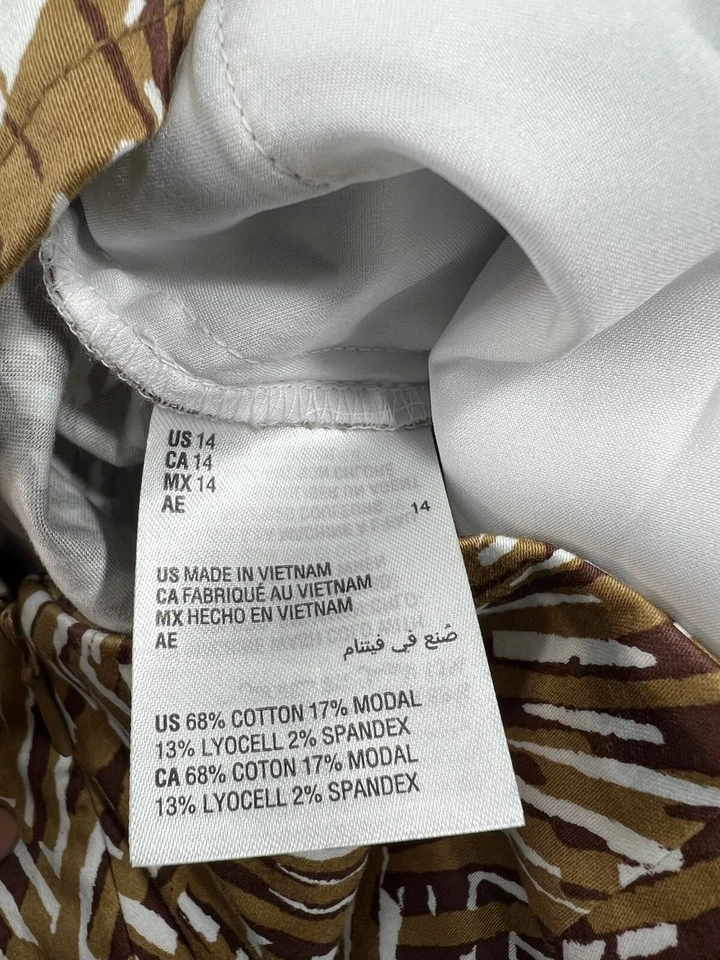 US 14
CA 14
MX 14
AE 14
US MADE IN VIETNAM
CA FABRIQUÉ AU VIETNAM
MX HECHO EN VIETNAM
AE صُنع في فيتنام
US 68% COTTON 17% MODAL
13% LYOCELL 2% SPANDEX
CA 68% COTON 17% MODAL
13% LYOCELL 2% SPANDEX